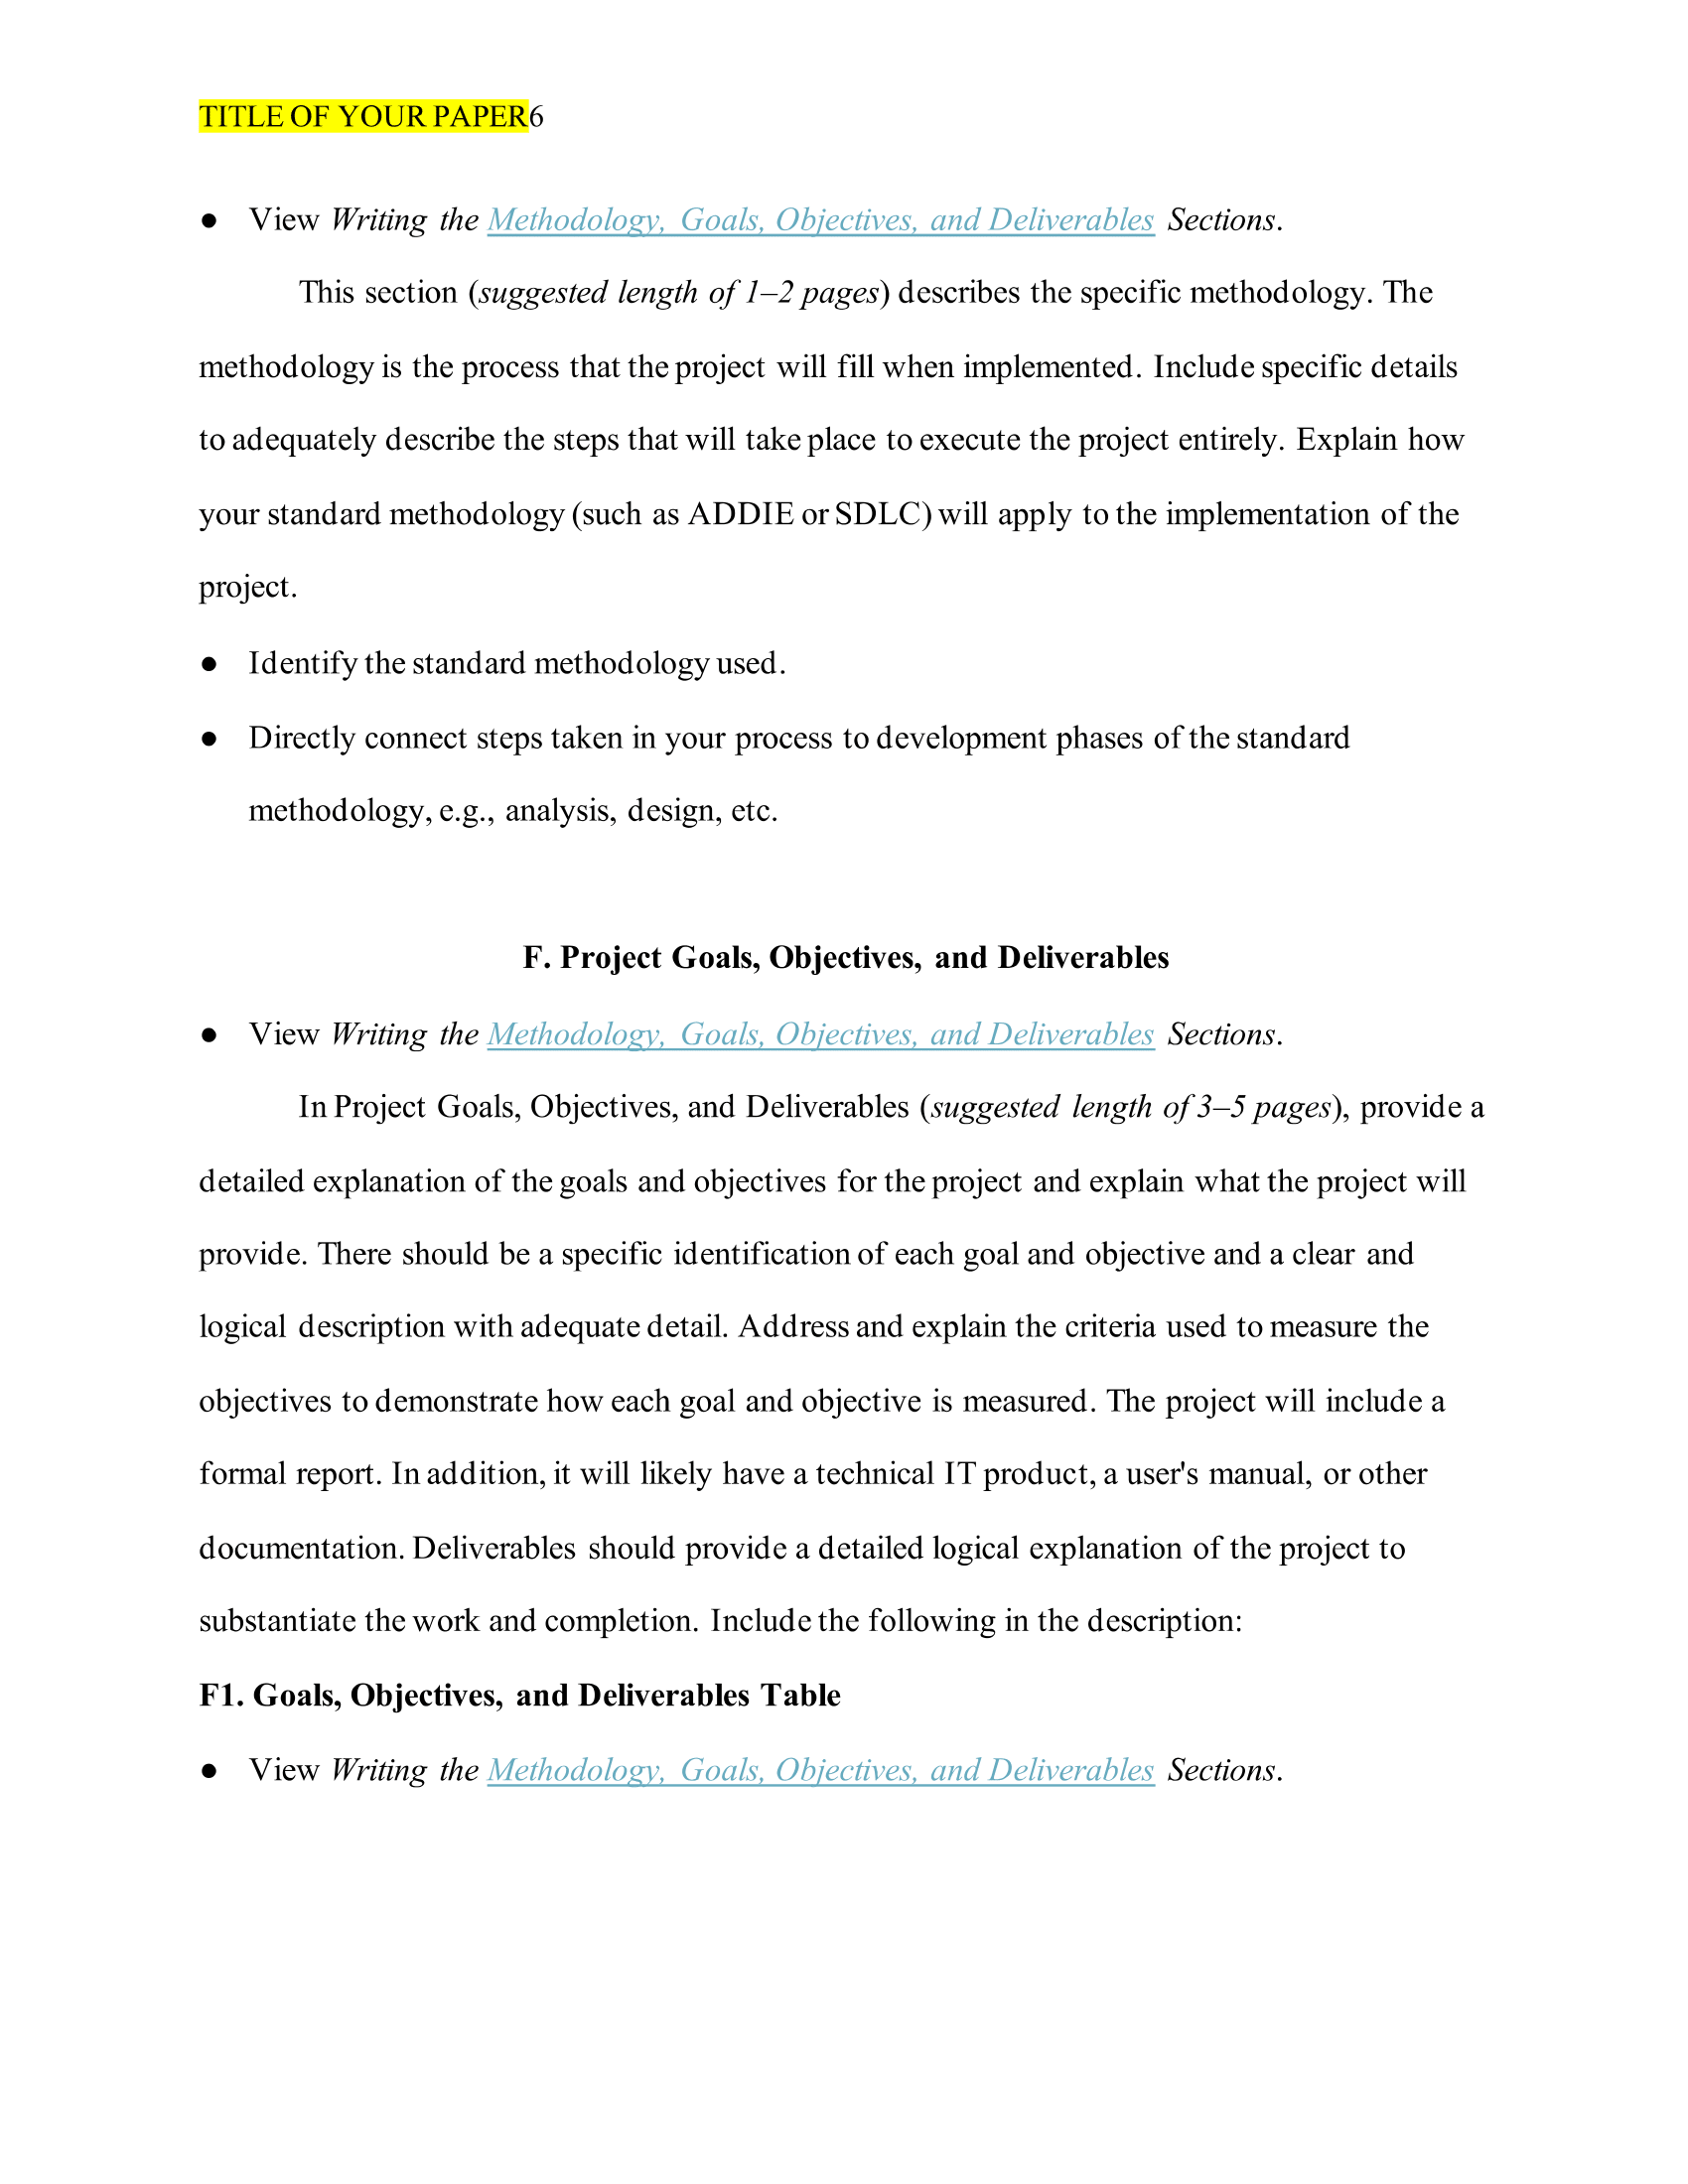 TITLE OF YOUR PAPER6
● View Writing the Methodology, Goals, Objectives, and Deliverables Sections.
This section (suggested length of 1–2 pages) describes the specific methodology. The
methodology is the process that the project will fill when implemented. Include specific details
to adequately describe the steps that will take place to execute the project entirely. Explain how
your standard methodology (such as ADDIE or SDLC) will apply to the implementation of the
project.
● Identify the standard methodology used.
● Directly connect steps taken in your process to development phases of the standard
methodology, e.g., analysis, design, etc.
F. Project Goals, Objectives, and Deliverables
● View Writing the Methodology, Goals, Objectives, and Deliverables Sections.
In Project Goals, Objectives, and Deliverables (suggested length of 3–5 pages), provide a
detailed explanation of the goals and objectives for the project and explain what the project will
provide. There should be a specific identification of each goal and objective and a clear and
logical description with adequate detail. Address and explain the criteria used to measure the
objectives to demonstrate how each goal and objective is measured. The project will include a
formal report. In addition, it will likely have a technical IT product, a user's manual, or other
documentation. Deliverables should provide a detailed logical explanation of the project to
substantiate the work and completion. Include the following in the description:
F1. Goals, Objectives, and Deliverables Table
● View Writing the Methodology, Goals, Objectives, and Deliverables Sections.